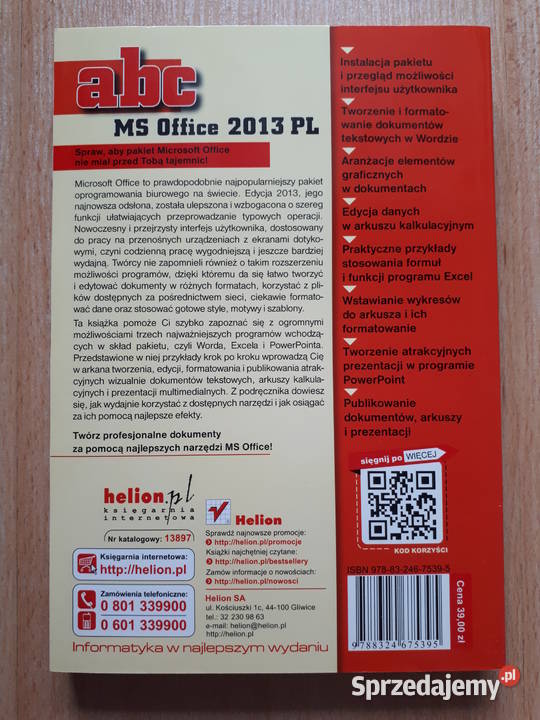 abc
MS Office 2013 PL
Spraw, aby pakiet Microsoft Office
nie miał przed Tobą tajemnic!
Microsoft Office to prawdopodobnie najpopularniejszy pakiet
oprogramowania biurowego na świecie. Edycja 2013, jego
najnowsza odsłona, została ulepszona i wzbogacona o szereg
funkcji ułatwiających przeprowadzanie typowych operacji.
Nowoczesny i przejrzysty interfejs użytkownika, dostosowany
do pracy na przenośnych urządzeniach z ekranami dotyko-
wymi, czyni codzienną pracę wygodniejszą i jeszcze bardziej
wydajną. Twórcy nie zapomnieli również o takim rozszerzeniu
możliwości programów, dzięki któremu da się łatwo tworzyć
i edytować dokumenty w różnych formatach, korzystać z pli-
ków dostępnych za pośrednictwem sieci, ciekawie formato-
wać dane oraz stosować gotowe style, motywy i szablony.
Ta książka pomoże Ci szybko zapoznać się z ogromnymi
możliwościami trzech najważniejszych programów wchodzą-
cych w skład pakietu, czyli Worda, Excela i PowerPointa.
Przedstawione w niej przykłady krok po kroku wprowadzą Cię
w arkana tworzenia, edycji, formatowania i publikowania atrak-
cyjnych wizualnie dokumentów tekstowych, arkuszy kalkula-
cyjnych i prezentacji multimedialnych. Z podręcznika dowiesz
się, jak wydajnie korzystać z dostępnych narzędzi i jak osiągać
za ich pomocą najlepsze efekty.
Twórz profesjonalne dokumenty
za pomocą najlepszych narzędzi MS Office!
Instalacja pakietu
i przegląd możliwości
interfejsu użytkownika
Tworzenie i formato-
wanie dokumentów
tekstowych w Wordzie
Aranżacje elementów
graficznych
w dokumentach
Edycja danych
w arkuszu kalkulacyjnym
Praktyczne przykłady
stosowania formuł
i funkcji programu Excel
Wstawianie wykresów
do arkusza i ich
formatowanie
Tworzenie atrakcyjnych
prezentacji w programie
PowerPoint
Publikowanie
dokumentów, arkuszy
i prezentacji
sięgnij po WIĘCEJ
KOD KORZYŚCI
helion.pl
księgarnia
internetowa
Nr katalogowy: 13897
Księgarnia internetowa:
http://helion.pl
Zamówienia telefoniczne:
0 801 339900
0 601 339900
Helion
Sprawdź najnowsze promocje:
http://helion.pl/promocje
Książki najchętniej czytane:
http://helion.pl/bestsellery
Zamów informacje o nowościach:
http://helion.pl/nowosci
Helion SA
ul. Kościuszki 1c, 44-100 Gliwice
tel.: 32 230 98 63
e-mail: helion@helion.pl
http://helion.pl
Informatyka w najlepszym wydaniu
ISBN 978-83-246-7539-5
9 788324 675395
Cena 39,00 zł
Sprzedajemy.pl